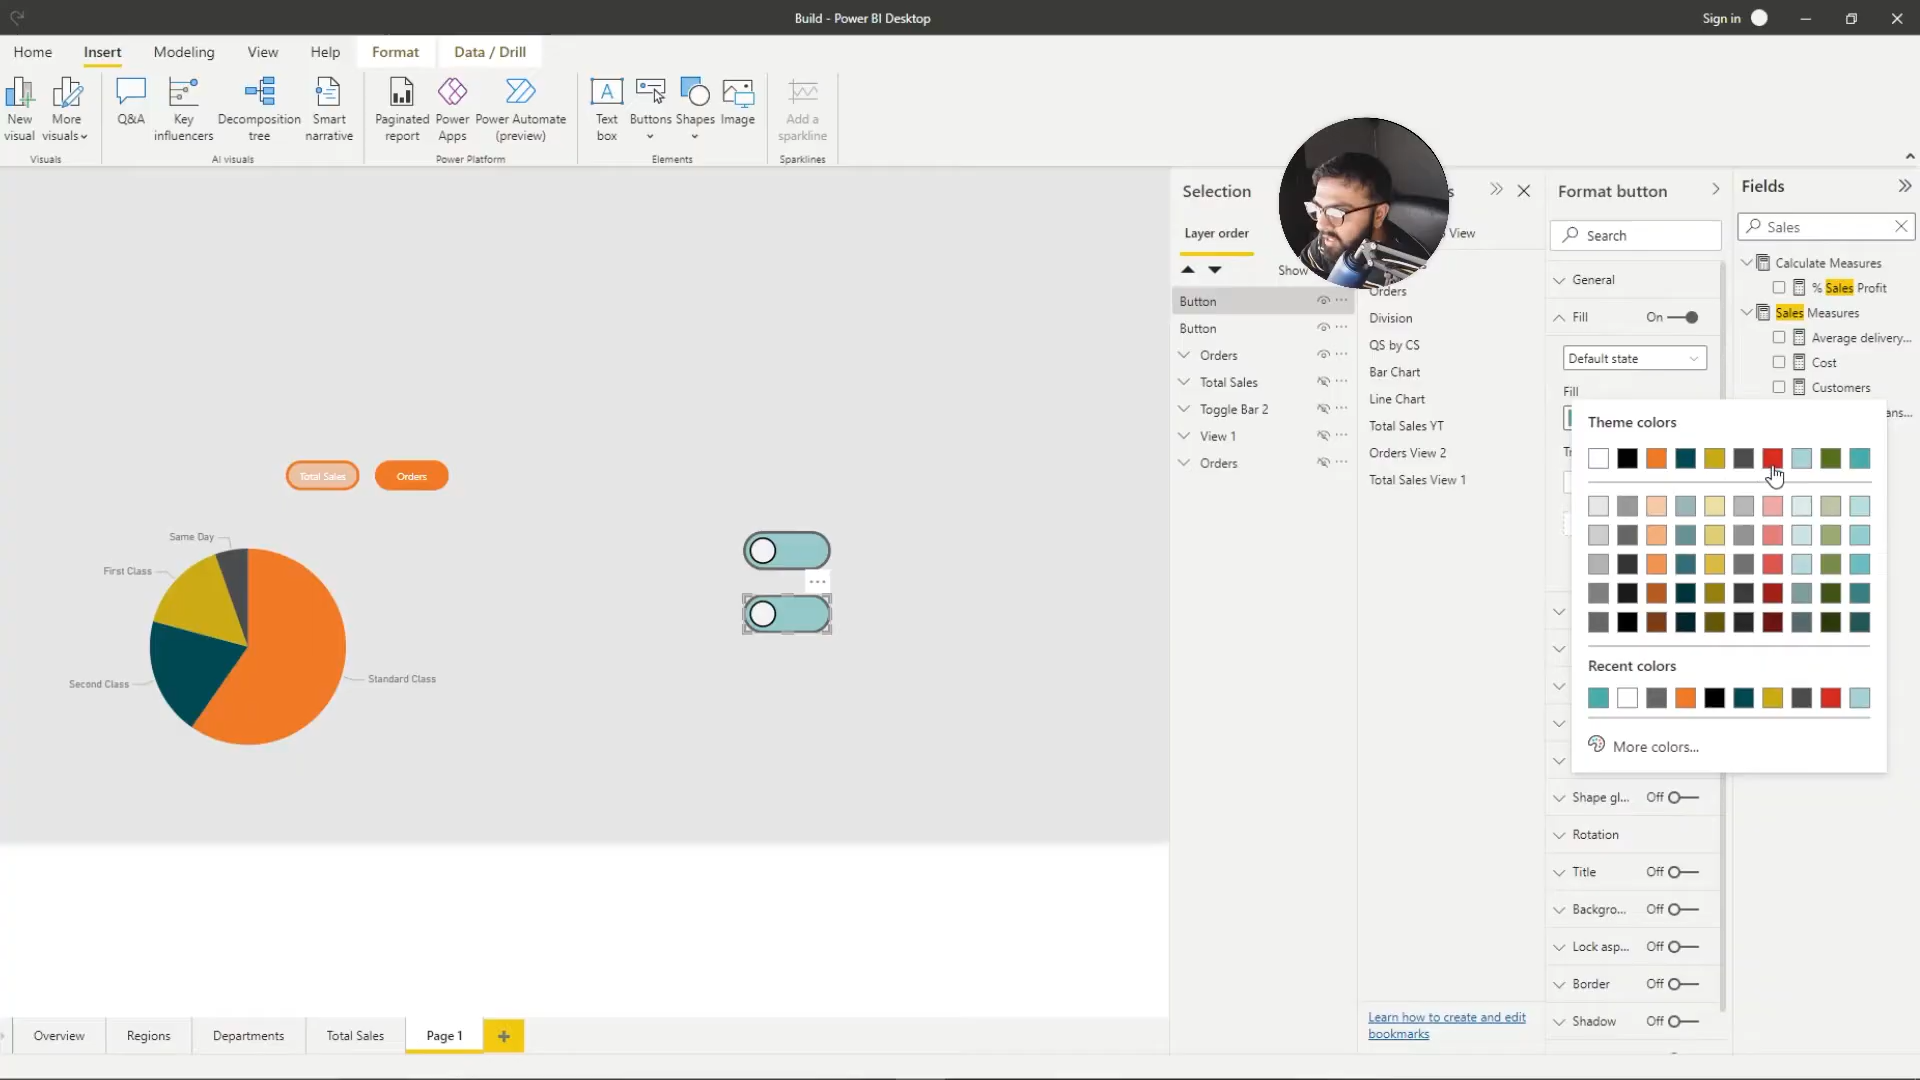 Build - Power BI Desktop
Sign in
Home
Insert
Modeling
View
Help
Format
Data / Drill
New visual
More visuals
Q&A
Key influencers
Decomposition tree
Smart narrative
Paginated report
Power Apps
Power Automate (preview)
Text box
Buttons
Shapes
Image
Add a sparkline
Visuals
AI visuals
Power Platform
Elements
Sparklines
Total Sales
Orders
Same Day
First Class
Second Class
Standard Class
Selection
Layer order
Show
Button
Button
Orders
Total Sales
Toggle Bar 2
View 1
Orders
s
View
Orders
Division
QS by CS
Bar Chart
Line Chart
Total Sales YT
Orders View 2
Total Sales View 1
Learn how to create and edit
bookmarks
Format button
Search
General
Fill
On
Default state
Fill
Theme colors
Recent colors
More colors...
Shape gl... Off
Rotation
Title Off
Backgro... Off
Lock asp... Off
Border Off
Shadow Off
Fields
Sales
Calculate Measures
% Sales Profit
Sales Measures
Average delivery...
Cost
Customers
ans...
Overview
Regions
Departments
Total Sales
Page 1
+